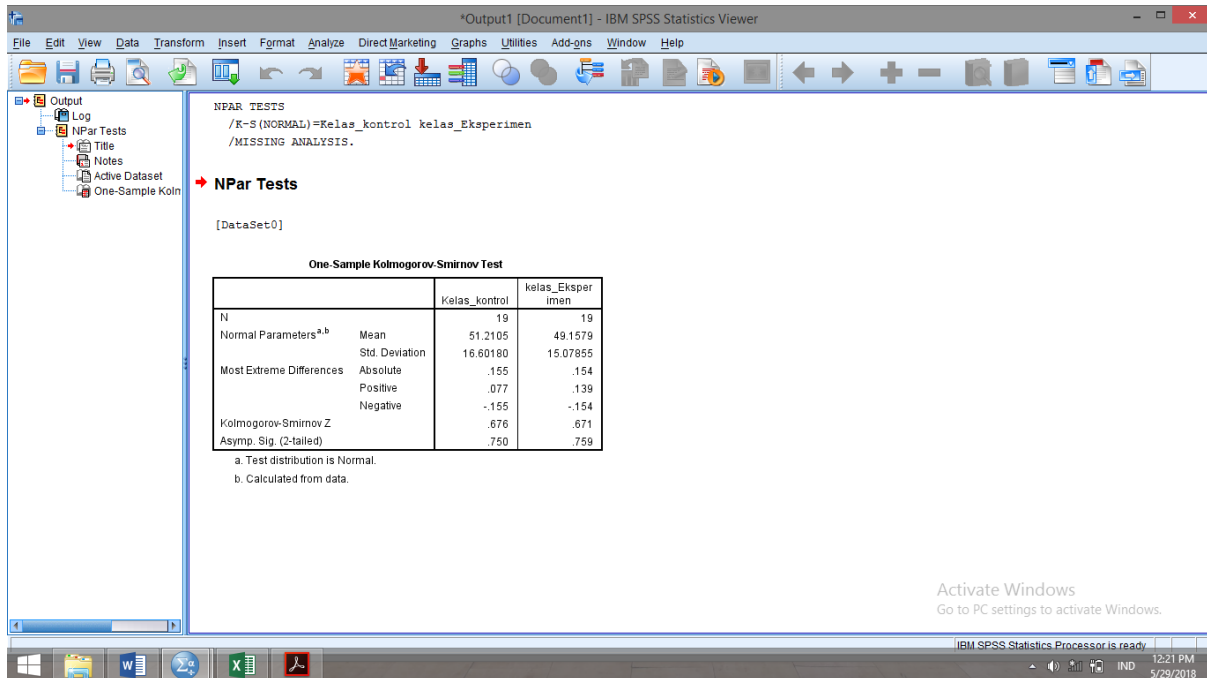 *Output1 [Document1] - IBM SPSS Statistics Viewer
File Edit View Data Transform Insert Format Analyze Direct Marketing Graphs Utilities Add-ons Window Help
Output
Log
NPar Tests
Title
Notes
Active Dataset
One-Sample Kolm
NPAR TESTS
/K-S(NORMAL)=Kelas_kontrol kelas_Eksperimen
/MISSING ANALYSIS.
NPar Tests
[DataSet0]
One-Sample Kolmogorov-Smirnov Test
Kelas_kontrol kelas_Eksper
imen
N 19 19
Normal Parameters a,b Mean 51.2105 49.1579
Std. Deviation 16.60180 15.07855
Most Extreme Differences Absolute .155 .154
Positive .077 .139
Negative -.155 -.154
Kolmogorov-Smirnov Z .676 .671
Asymp. Sig. (2-tailed) .750 .759
a. Test distribution is Normal.
b. Calculated from data.
Activate Windows
Go to PC settings to activate Windows.
IBM SPSS Statistics Processor is ready
IND 12:21 PM
5/29/2018